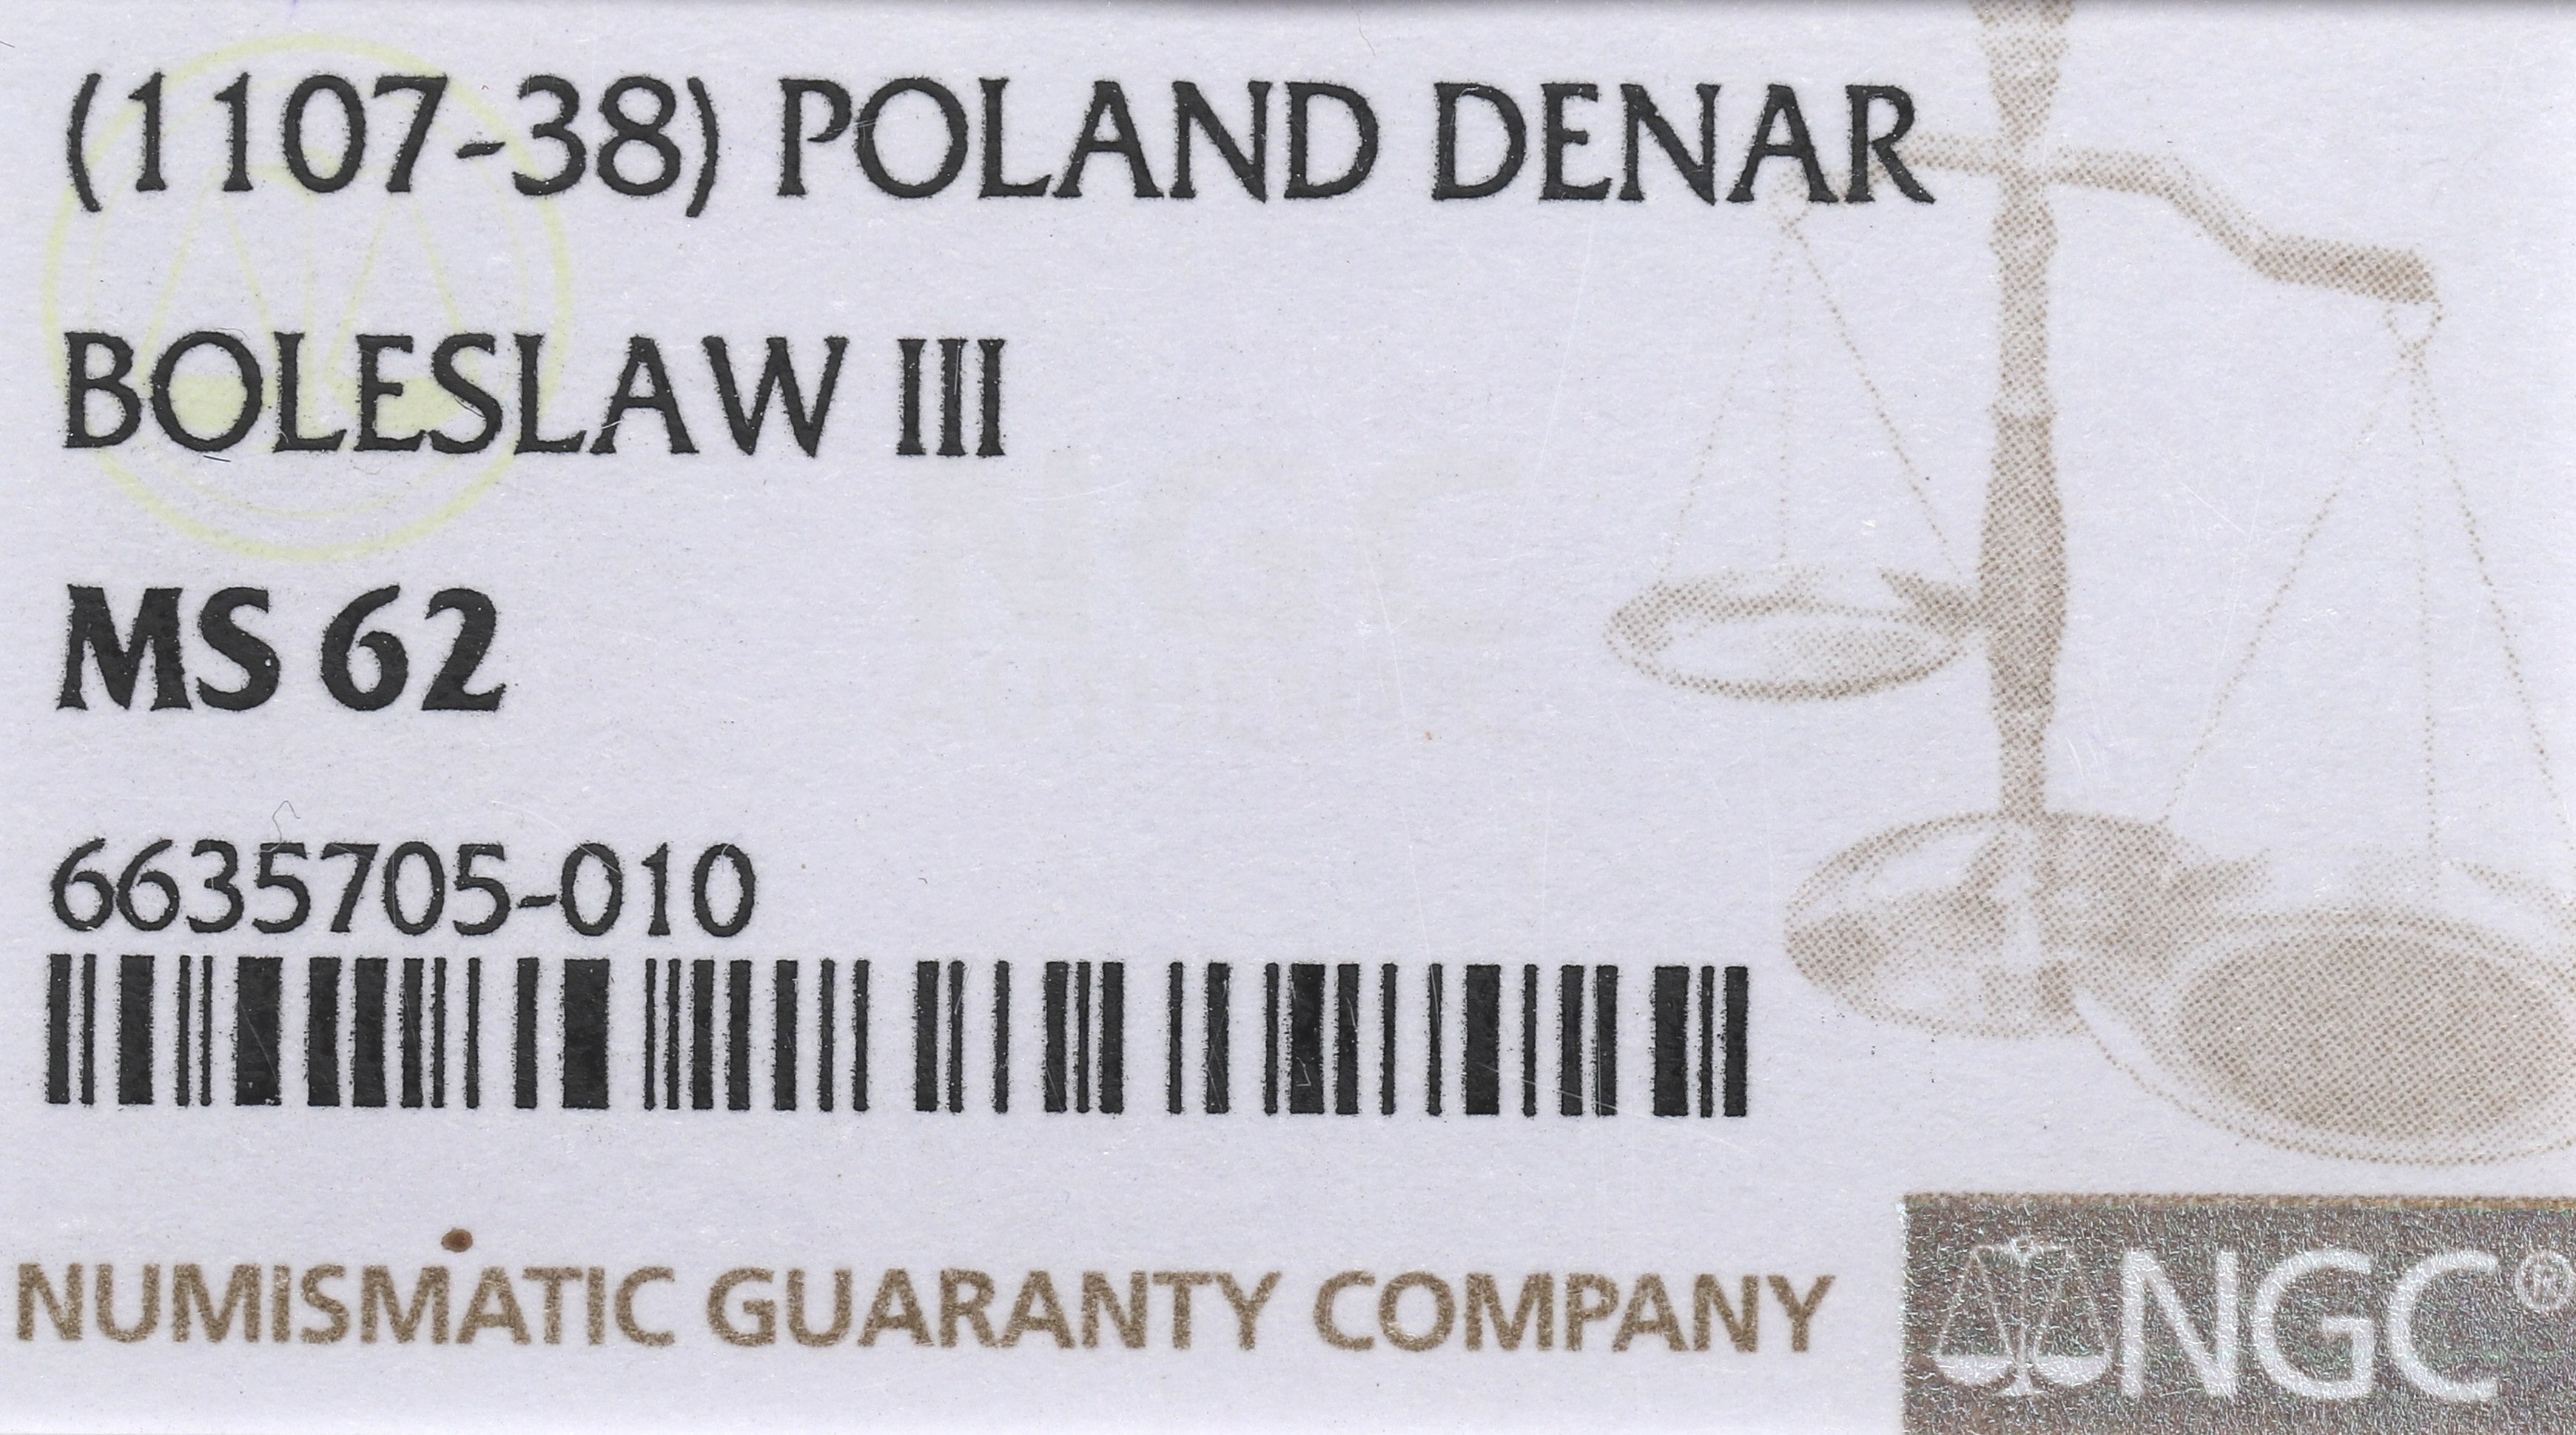 (1107-38) POLAND DENAR
BOLESLAW III
MS 62
6635705-010
NUMISMATIC GUARANTY COMPANY
NGC®